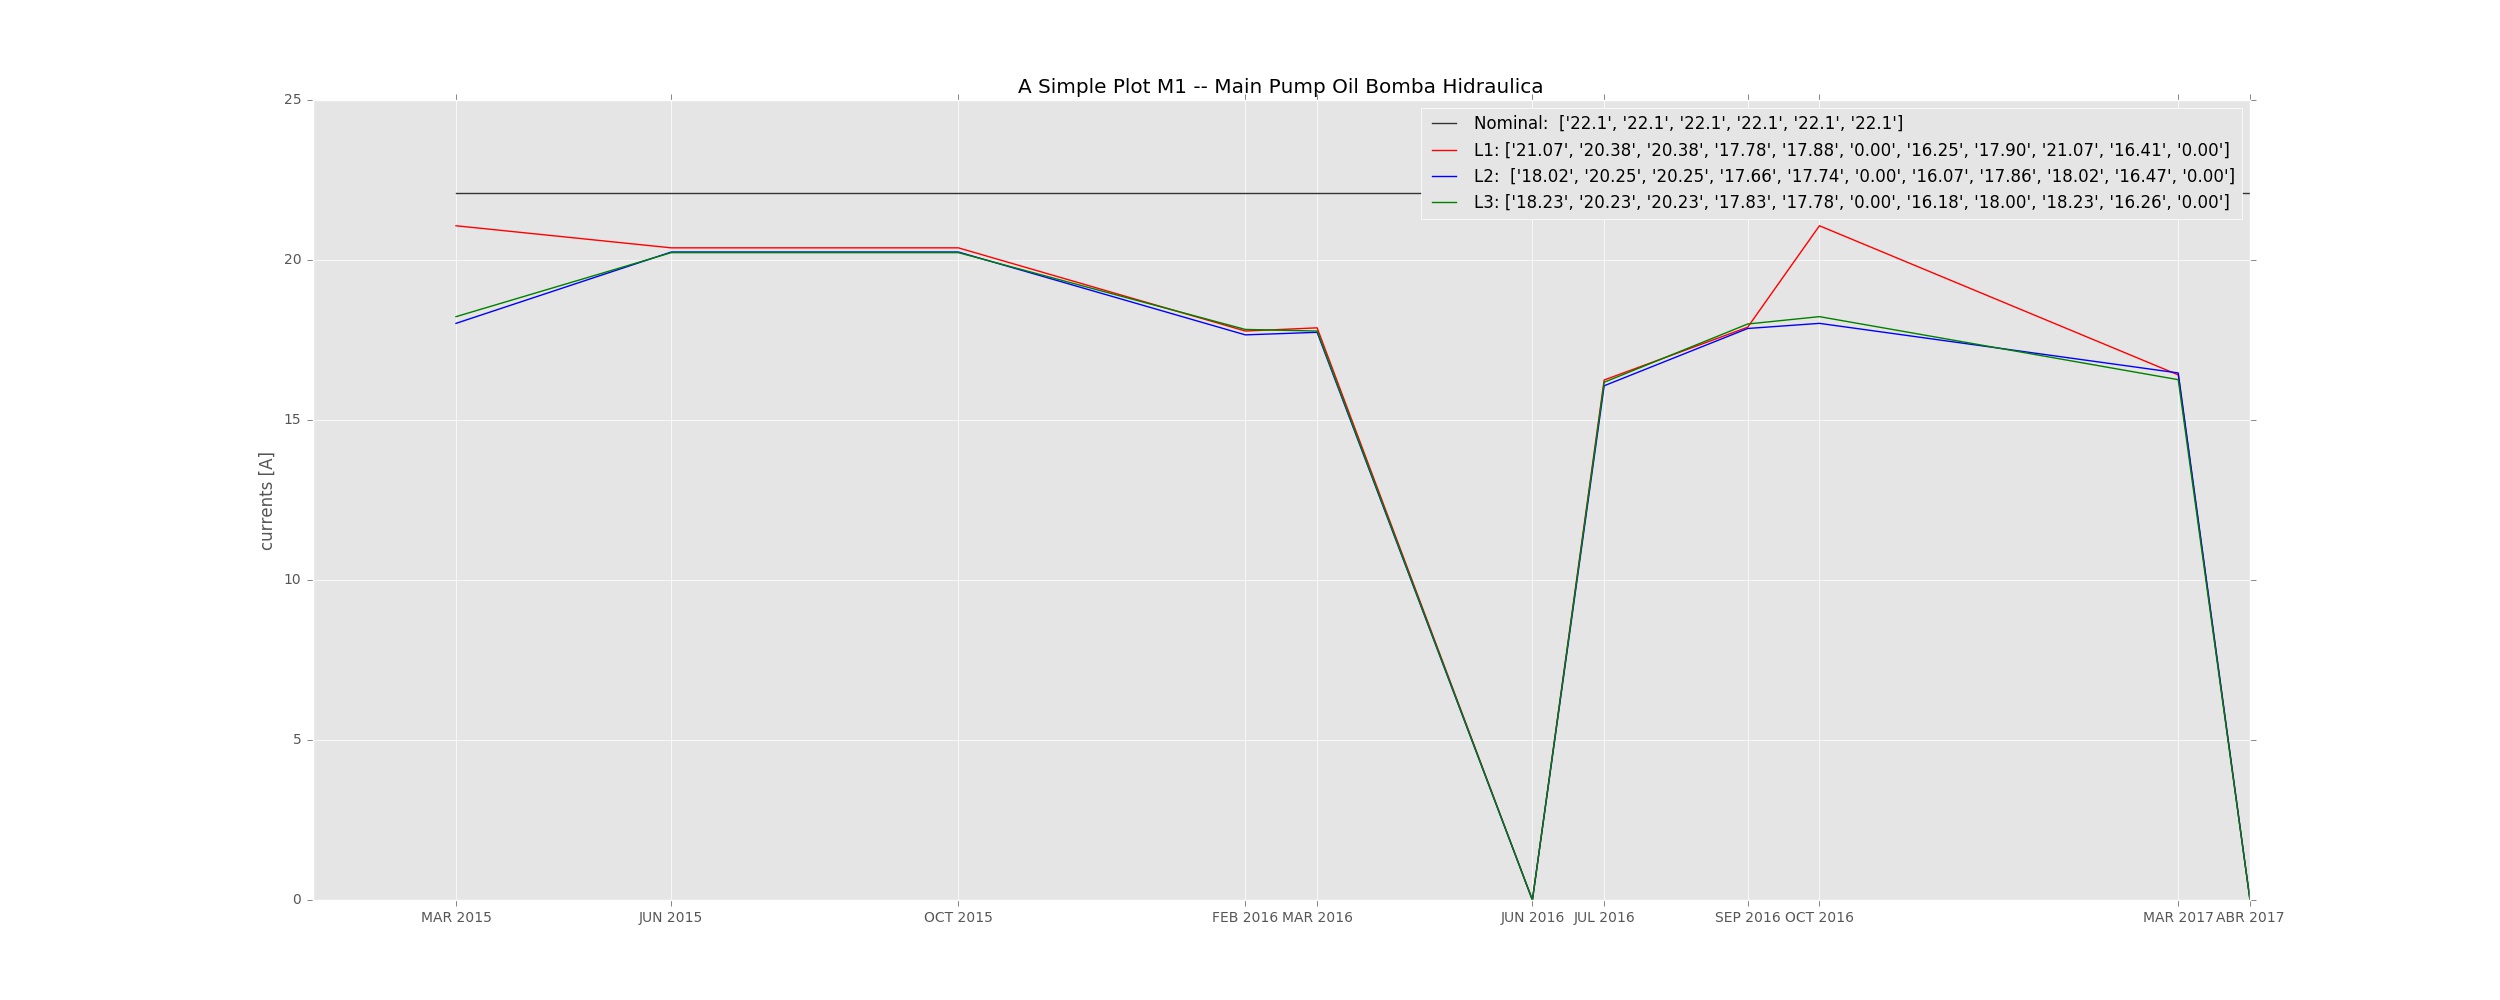 A Simple Plot M1 -- Main Pump Oil Bomba Hidraulica
Nominal:  ['22.1', '22.1', '22.1', '22.1', '22.1', '22.1']
L1: ['21.07', '20.38', '20.38', '17.78', '17.88', '0.00', '16.25', '17.90', '21.07', '16.41', '0.00']
L2:  ['18.02', '20.25', '20.25', '17.66', '17.74', '0.00', '16.07', '17.86', '18.02', '16.47', '0.00']
L3: ['18.23', '20.23', '20.23', '17.83', '17.78', '0.00', '16.18', '18.00', '18.23', '16.26', '0.00']
currents [A]
25
20
15
10
5
0
MAR 2015 JUN 2015 OCT 2015 FEB 2016 MAR 2016 JUN 2016 JUL 2016 SEP 2016 OCT 2016 MAR 2017 ABR 2017